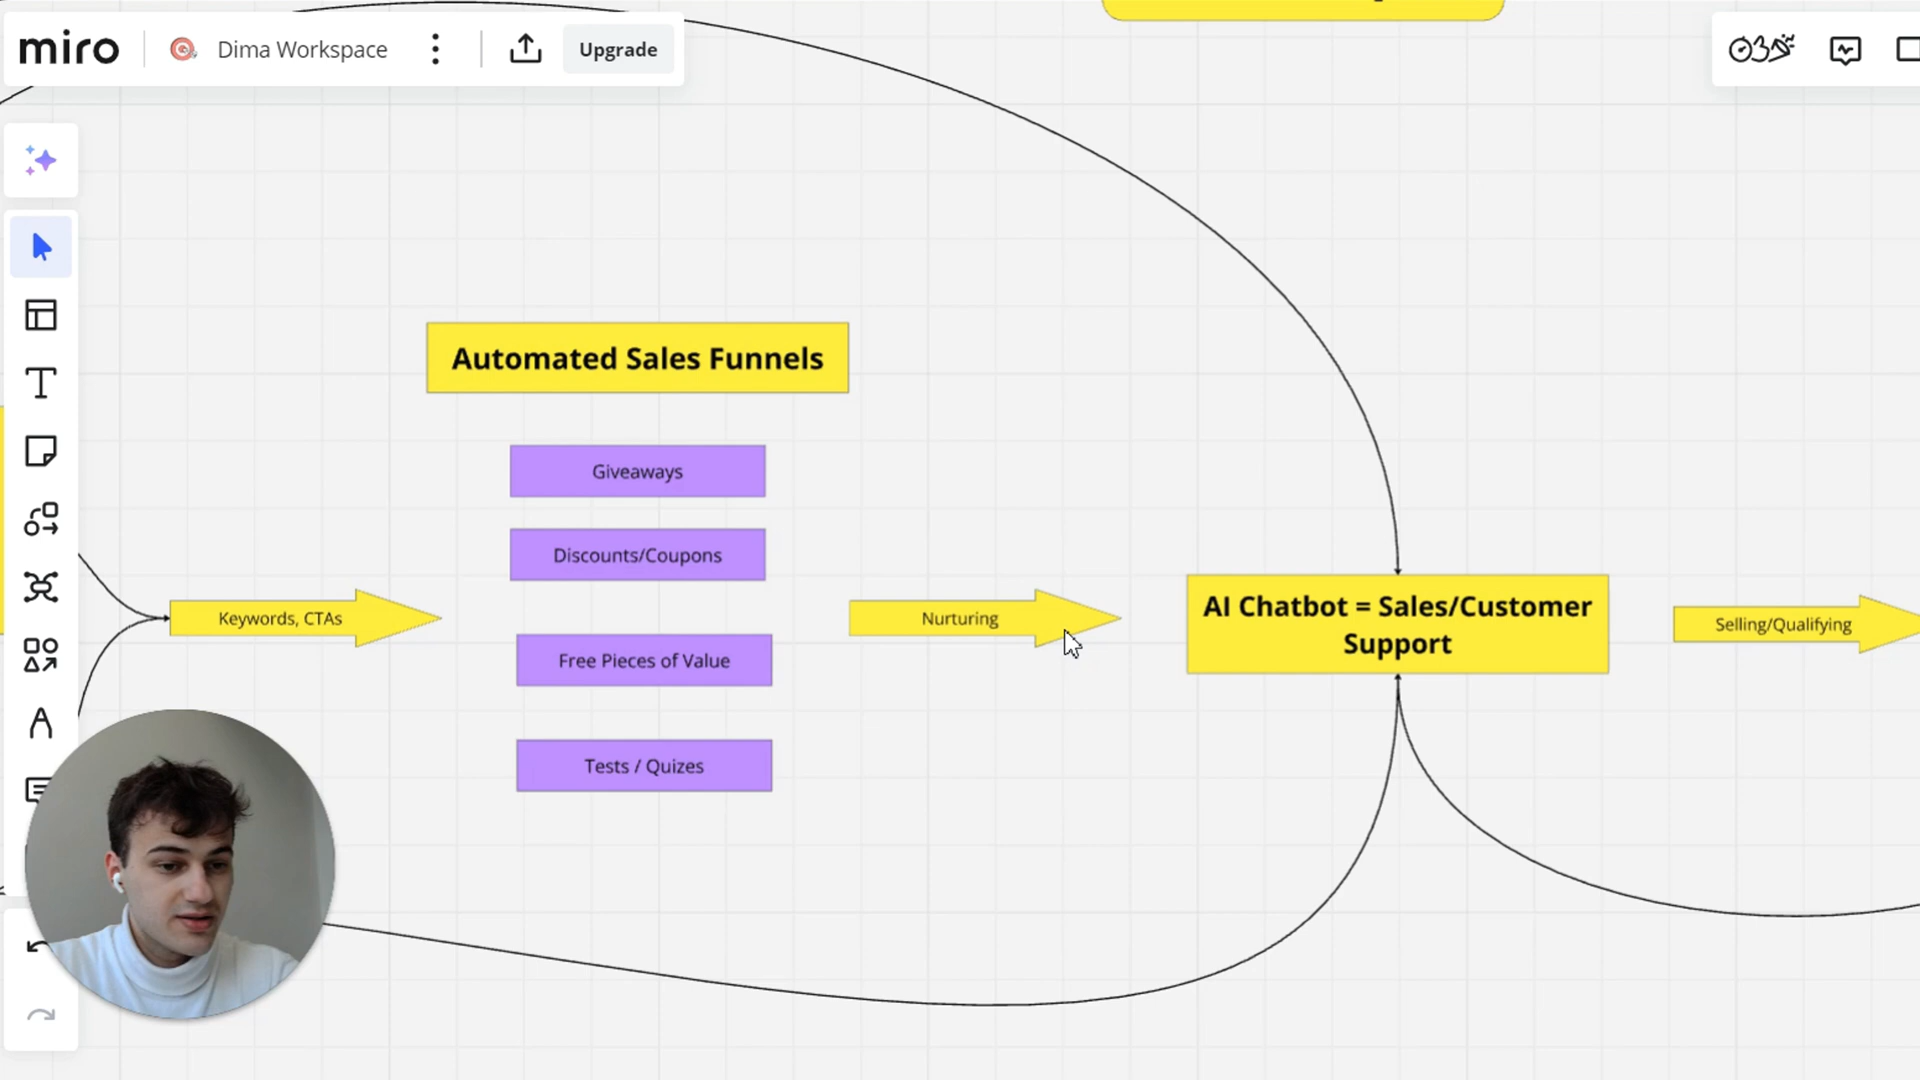 miro
Dima Workspace
Upgrade
Automated Sales Funnels
Giveaways
Discounts/Coupons
Keywords, CTAs
Nurturing
AI Chatbot = Sales/Customer
Support
Selling/Qualifying
Free Pieces of Value
Tests / Quizes